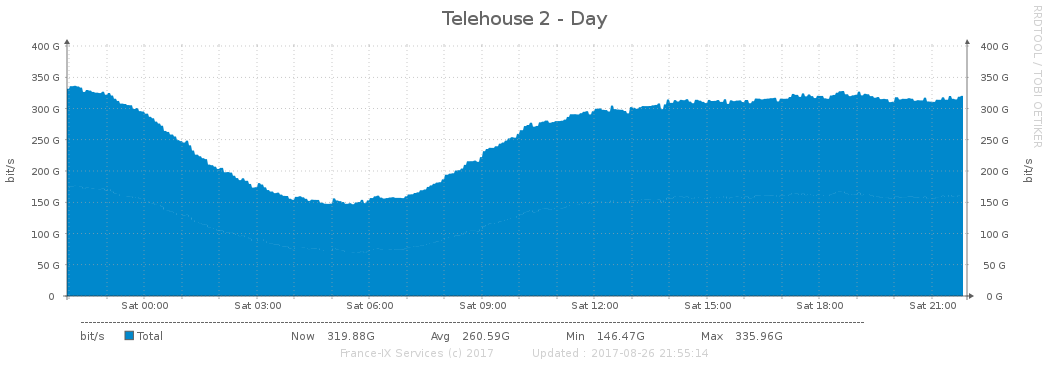 Telehouse 2 - Day
RRDTOOL / TOBI OETIKER
bit/s
400 G 400 G
350 G 350 G
300 G 300 G
250 G 250 G
200 G 200 G
150 G 150 G
100 G 100 G
50 G 50 G
0 0 G
bit/s
Sat 00:00 Sat 03:00 Sat 06:00 Sat 09:00 Sat 12:00 Sat 15:00 Sat 18:00 Sat 21:00
bit/s Total Now 319.88G Avg 260.59G Min 146.47G Max 335.96G
France-IX Services (c) 2017 Updated : 2017-08-26 21:55:14